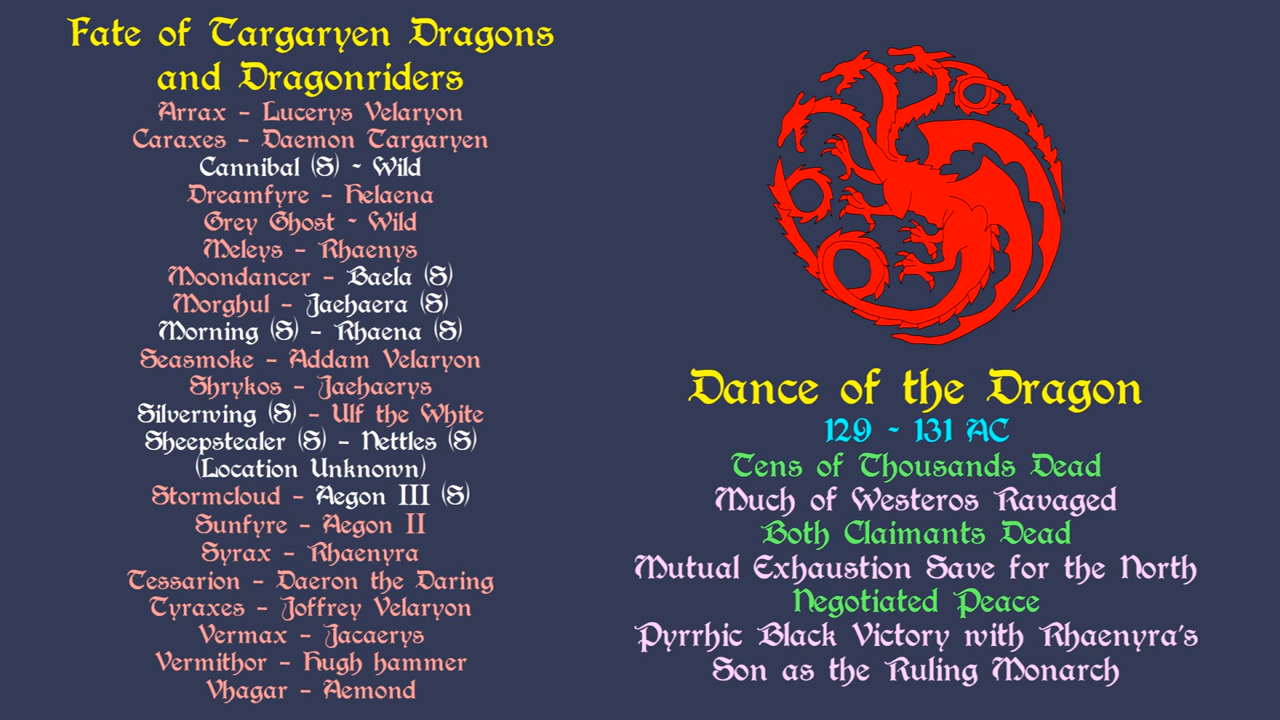 Fate of Targaryen Dragons
and Dragonriders
Arrax - Lucerys Velaryon
Caraxes - Daemon Targaryen
Cannibal (S) - Wild
Dreamfyre - Helaena
Grey Ghost - Wild
Meleys - Rhaenys
Moondancer - Baela (S)
Morghul - Jaehaera (S)
Morning (S) - Rhaena (S)
Seasmoke - Addam Velaryon
Shrykos - Jaehaerys
Silverwing (S) - Ulf the White
Sheepstealer (S) - Nettles (S)
(Location Unknown)
Stormcloud - Aegon III (S)
Sunfyre - Aegon II
Syrax - Rhaenyra
Tessarion - Daeron the Daring
Tyraxes - Joffrey Velaryon
Vermax - Jacaerys
Vermithor - Hugh hammer
Vhagar - Aemond
Dance of the Dragon
129 - 131 AC
Tens of Thousands Dead
Much of Westeros Ravaged
Both Claimants Dead
Mutual Exhaustion Save for the North
Negotiated Peace
Pyrrhic Black Victory with Rhaenyra's
Son as the Ruling Monarch